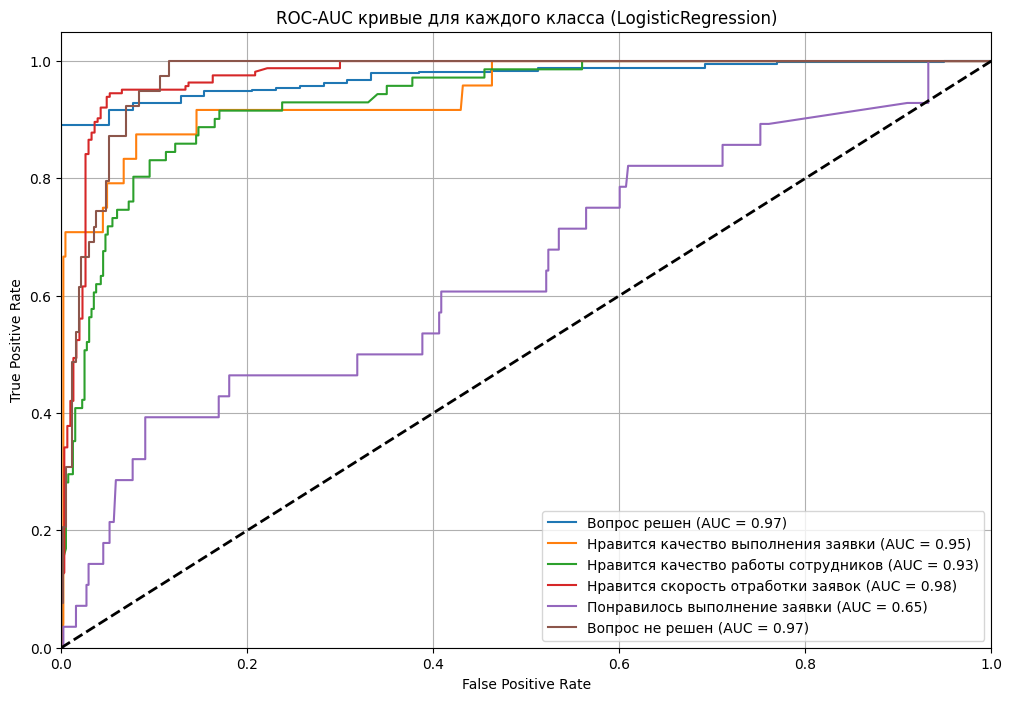 ROC-AUC кривые для каждого класса (LogisticRegression)
True Positive Rate
1.0
0.8
0.6
0.4
0.2
0.0
0.0 0.2 0.4 0.6 0.8 1.0
False Positive Rate
Вопрос решен (AUC = 0.97)
Нравится качество выполнения заявки (AUC = 0.95)
Нравится качество работы сотрудников (AUC = 0.93)
Нравится скорость отработки заявок (AUC = 0.98)
Понравилось выполнение заявки (AUC = 0.65)
Вопрос не решен (AUC = 0.97)